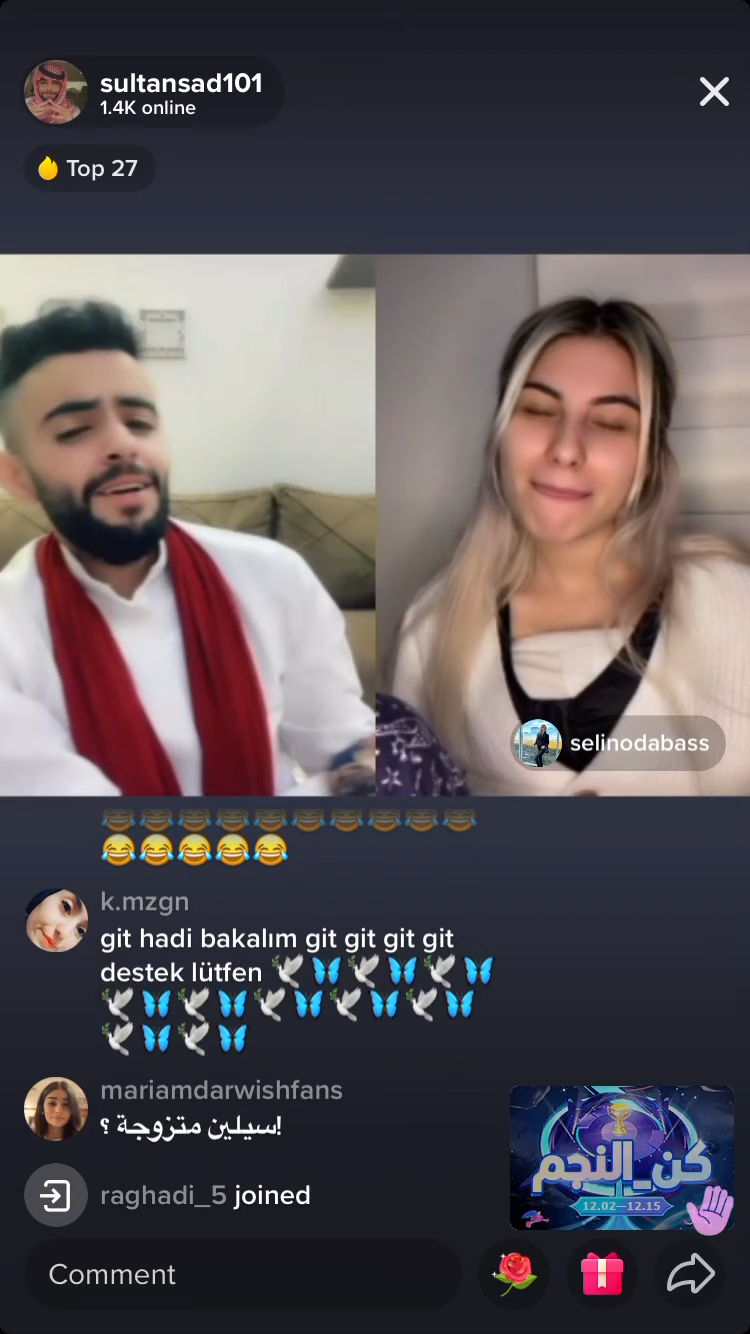 sultansad101
1.4K online
Top 27
selinodabass
😂😂😂😂😂😂😂😂😂😂
😂😂😂😂😂
k.mzgn
git hadi bakalım git git git git
destek lütfen 🕊🦋🕊🦋🕊🦋
🕊🦋🕊🦋🕊🦋🕊🦋🕊🦋
🕊🦋🕊🦋
mariamdarwishfans
سيلين متزوجة ؟!
raghadi_5 joined
كن_النجم
12.02—12.15
Comment